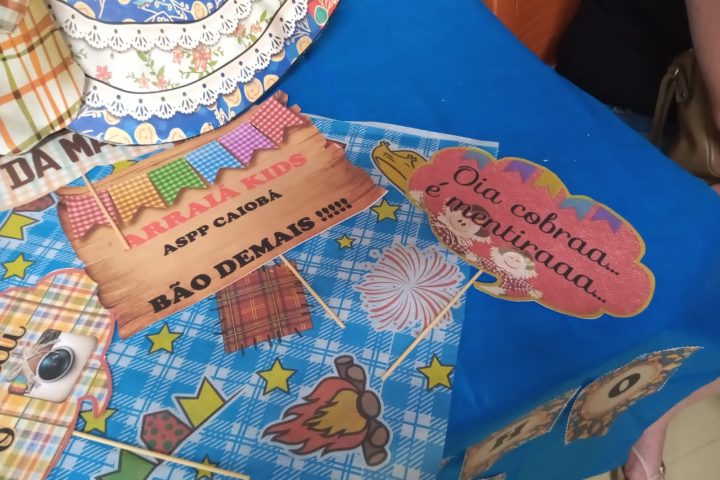 DA
ARRAIÁ KIDS
ASPP CAIOBÁ
BÃO DEMAIS !!!!!
Oia cobraa...
é mentiraaa...
H O